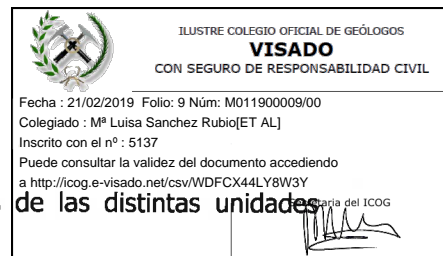 ILUSTRE COLEGIO OFICIAL DE GEÓLOGOS
VISADO
CON SEGURO DE RESPONSABILIDAD CIVIL
Fecha : 21/02/2019 Folio: 9 Núm: M011900009/00
Colegiado : Mª Luisa Sanchez Rubio[ET AL]
Inscrito con el nº : 5137
Puede consultar la validez del documento accediendo
a http://icog.e-visado.net/csv/WDFCX44LY8W3Y
de las distintas unidades
del ICOG